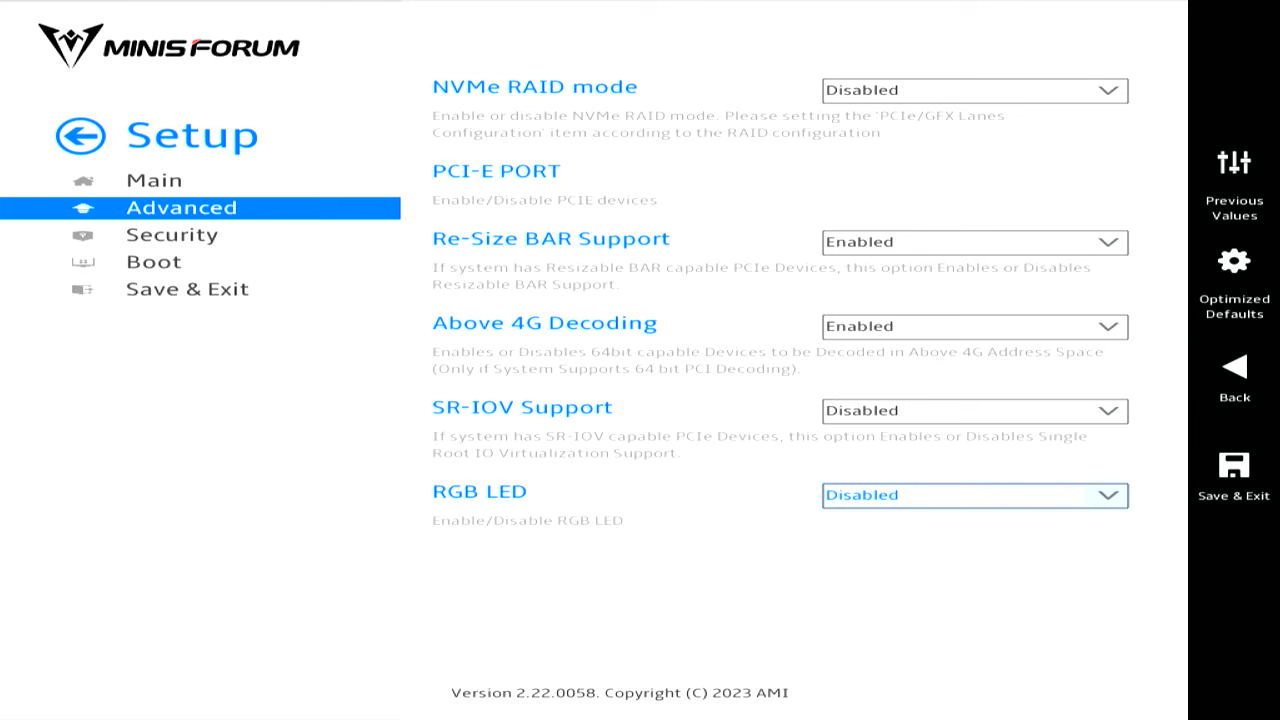 MINISFORUM
Setup
Main
Advanced
Security
Boot
Save & Exit
NVMe RAID mode
Disabled
Enable or disable NVMe RAID mode. Please setting the 'PCIe/GFX Lanes
Configuration' item according to the RAID configuration
PCI-E PORT
Enable/Disable PCIE devices
Re-Size BAR Support
Enabled
If system has Resizable BAR capable PCIe Devices, this option Enables or Disables
Resizable BAR Support.
Above 4G Decoding
Enabled
Enables or Disables 64bit capable Devices to be Decoded in Above 4G Address Space
(Only if System Supports 64 bit PCI Decoding).
SR-IOV Support
Disabled
If system has SR-IOV capable PCIe Devices, this option Enables or Disables Single
Root IO Virtualization Support.
RGB LED
Disabled
Enable/Disable RGB LED
Version 2.22.0058. Copyright (C) 2023 AMI
Previous
Values
Optimized
Defaults
Back
Save & Exit